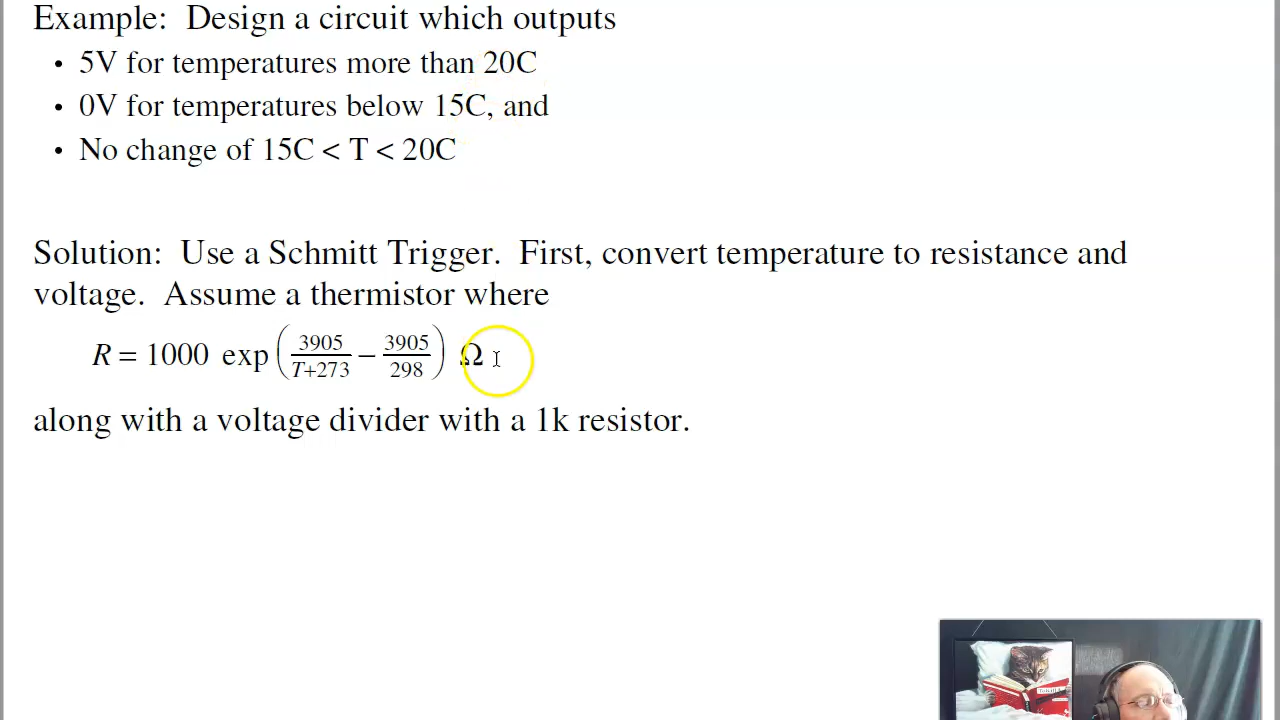 Example: Design a circuit which outputs
• 5V for temperatures more than 20C
• 0V for temperatures below 15C, and
• No change of 15C < T < 20C
Solution: Use a Schmitt Trigger. First, convert temperature to resistance and
voltage. Assume a thermistor where
R = 1000 exp (3905/T+273 − 3905/298) Ω
along with a voltage divider with a 1k resistor.